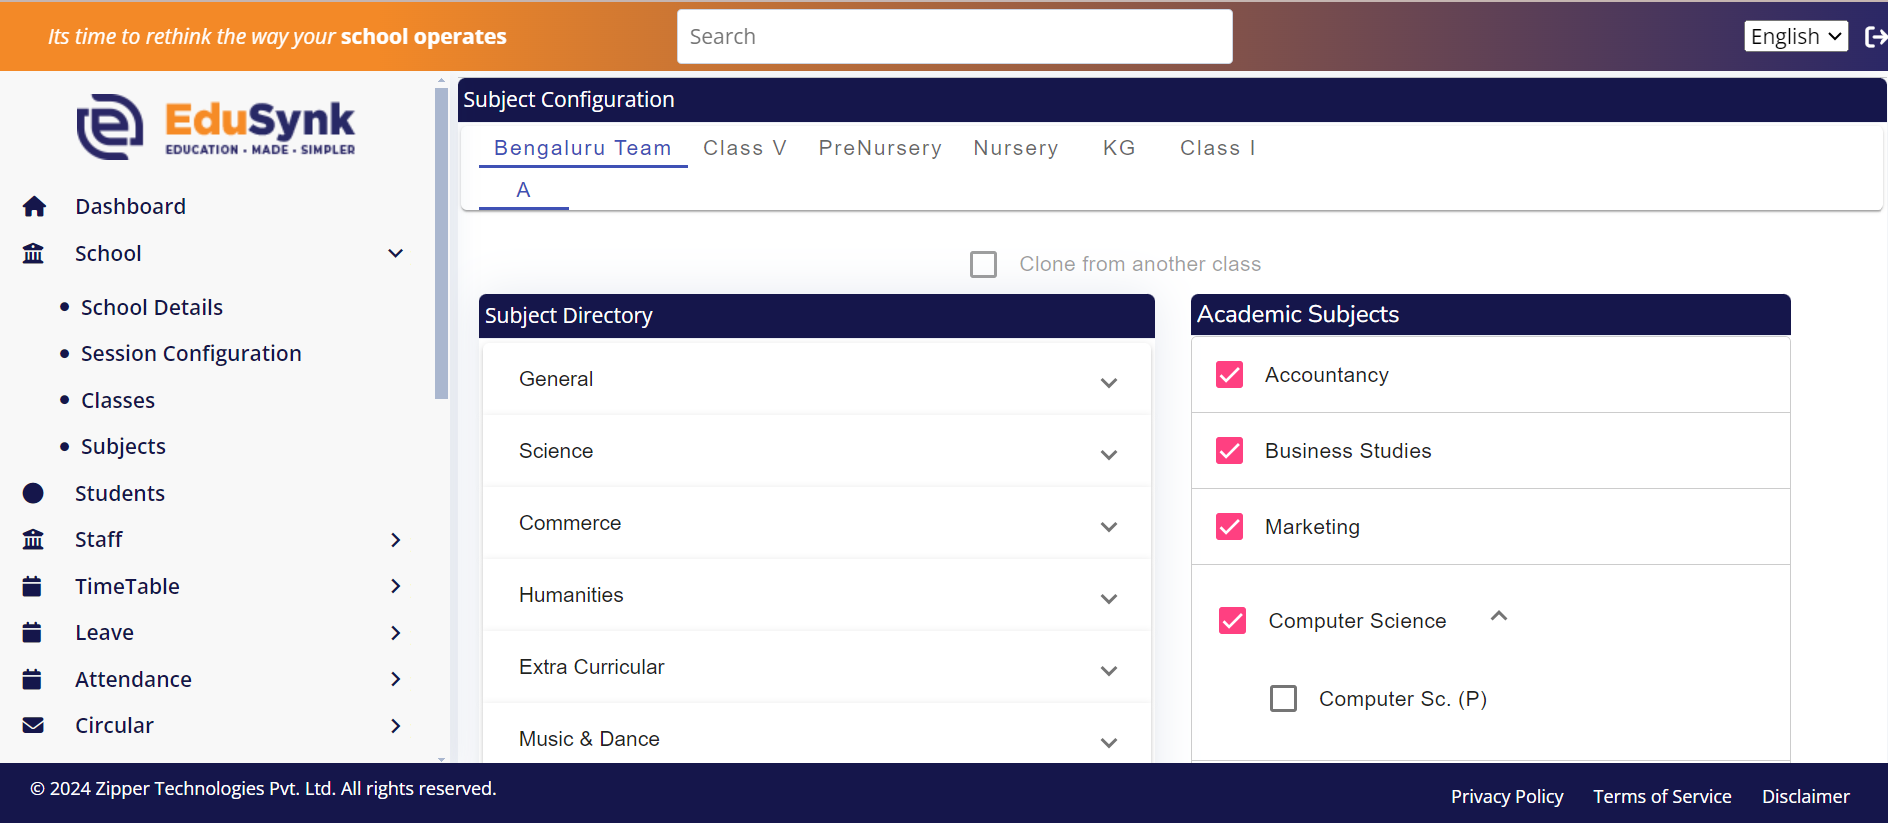 Its time to rethink the way your school operates
Search
English
EduSynk
EDUCATION • MADE • SIMPLER
Dashboard
School
School Details
Session Configuration
Classes
Subjects
Students
Staff
TimeTable
Leave
Attendance
Circular
Subject Configuration
Bengaluru Team Class V PreNursery Nursery KG Class I
A
Clone from another class
Subject Directory
General
Science
Commerce
Humanities
Extra Curricular
Music & Dance
Academic Subjects
Accountancy
Business Studies
Marketing
Computer Science
Computer Sc. (P)
© 2024 Zipper Technologies Pvt. Ltd. All rights reserved.
Privacy Policy Terms of Service Disclaimer